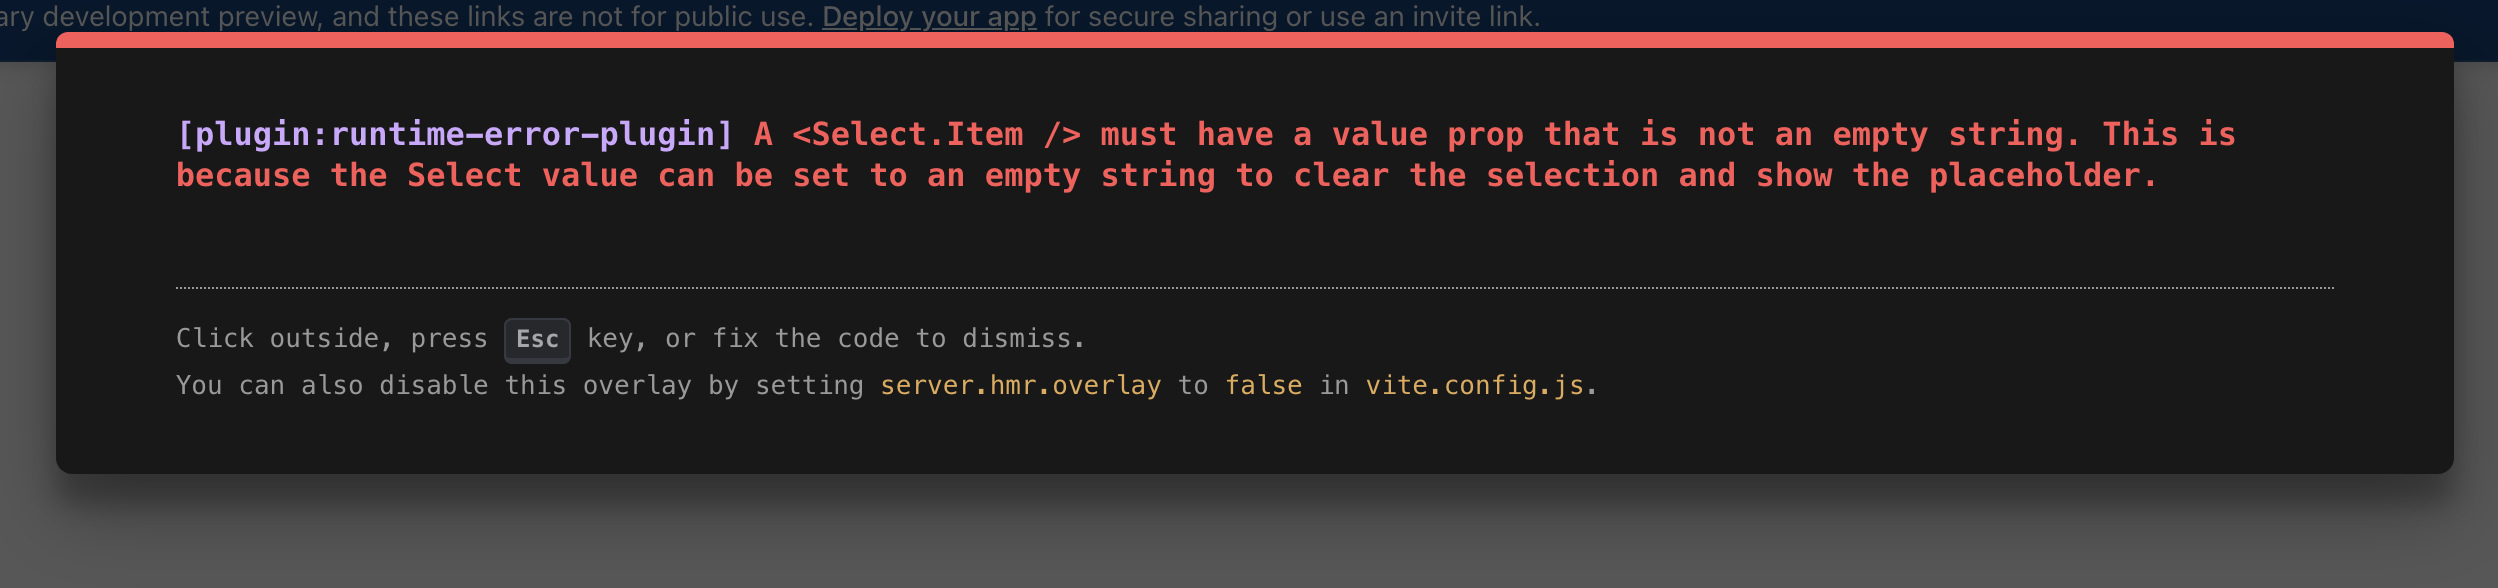 ary development preview, and these links are not for public use. Deploy your app for secure sharing or use an invite link.
[plugin:runtime-error-plugin] A <Select.Item /> must have a value prop that is not an empty string. This is
because the Select value can be set to an empty string to clear the selection and show the placeholder.
Click outside, press Esc key, or fix the code to dismiss.
You can also disable this overlay by setting server.hmr.overlay to false in vite.config.js.